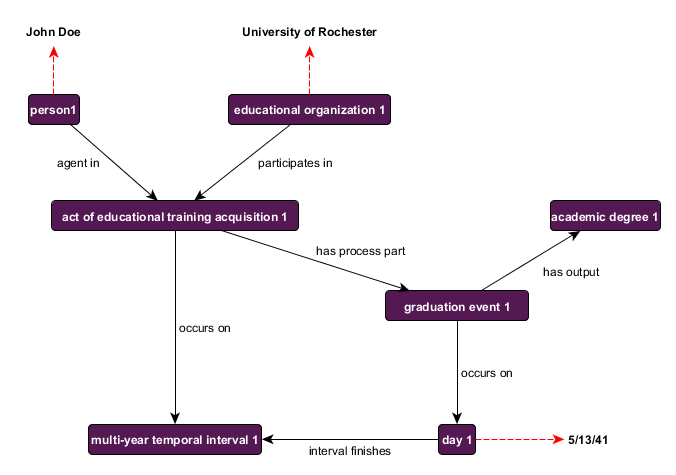 John Doe
University of Rochester
person1
educational organization 1
agent in
participates in
act of educational training acquisition 1
academic degree 1
has process part
has output
graduation event 1
occurs on
occurs on
multi-year temporal interval 1
day 1
5/13/41
interval finishes